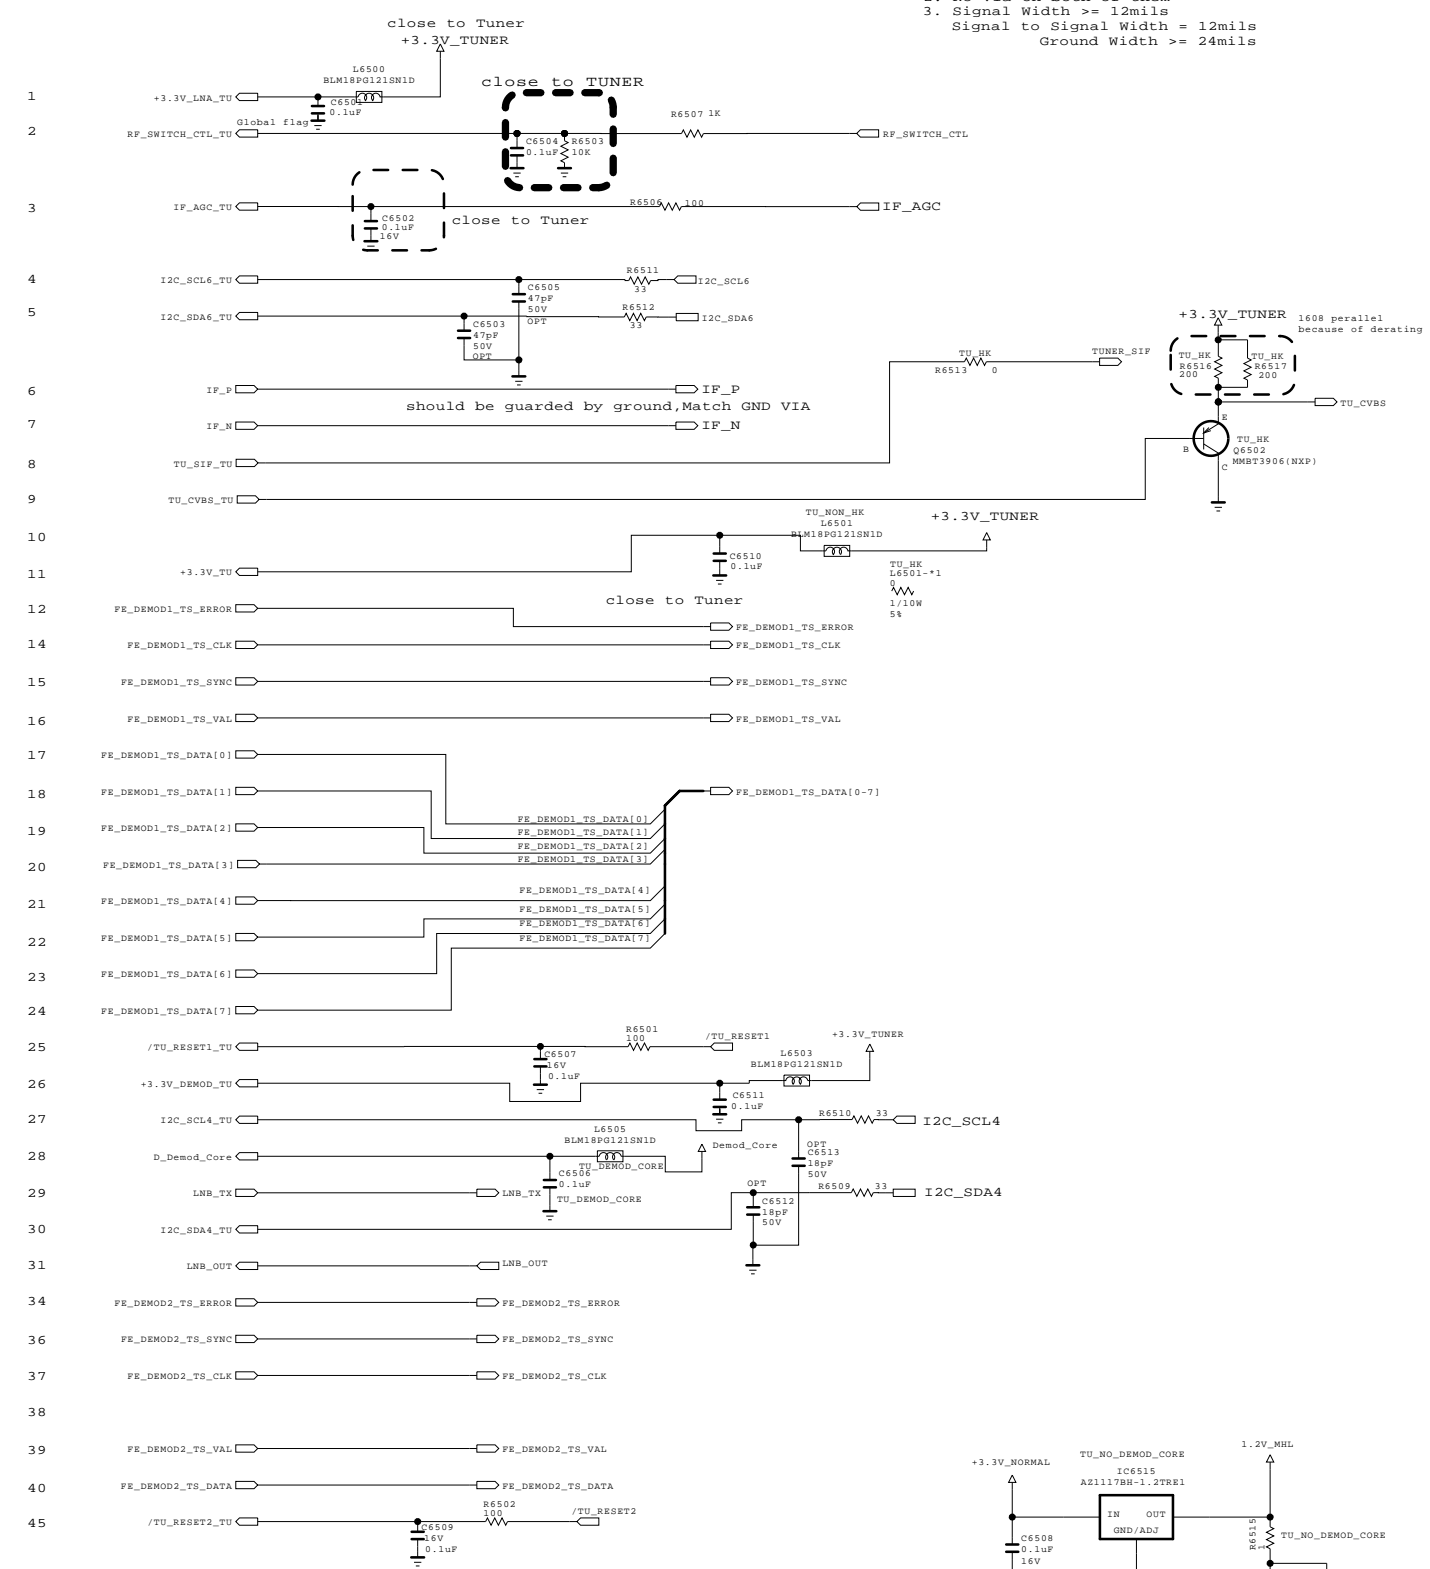 3. Signal Width >= 12mils
Signal to Signal Width = 12mils
Ground Width >= 24mils
close to Tuner
+3.3V_TUNER
L6500
BLM18PG121SN1D
close to TUNER
1
+3.3V_LNA_TU
C6501
0.1uF
Global flag
R6507 1K
2
RF_SWITCH_CTL_TU
C6504
0.1uF
R6503
10K
RF_SWITCH_CTL
3
IF_AGC_TU
C6502
0.1uF
16V
close to Tuner
R6506 100
IF_AGC
4
I2C_SCL6_TU
C6505
47pF
50V
OPT
R6511
33
I2C_SCL6
5
I2C_SDA6_TU
C6503
47pF
50V
OPT
R6512
33
I2C_SDA6
+3.3V_TUNER
1608 perallel
because of derating
TU_HK
R6513 0
TUNER_SIF
TU_HK
R6516
200
TU_HK
R6517
200
6
IF_P
IF_P
TU_CVBS
should be guarded by ground,Match GND VIA
7
IF_N
IF_N
E
B
C
TU_HK
Q6502
MMBT3906(NXP)
8
TU_SIF_TU
9
TU_CVBS_TU
TU_NON_HK
L6501
BLM18PG121SN1D
+3.3V_TUNER
10
C6510
0.1uF
11
+3.3V_TU
TU_HK
L6501-*1
0
1/10W
5%
close to Tuner
12
FE_DEMOD1_TS_ERROR
FE_DEMOD1_TS_ERROR
14
FE_DEMOD1_TS_CLK
FE_DEMOD1_TS_CLK
15
FE_DEMOD1_TS_SYNC
FE_DEMOD1_TS_SYNC
16
FE_DEMOD1_TS_VAL
FE_DEMOD1_TS_VAL
17
FE_DEMOD1_TS_DATA[0]
18
FE_DEMOD1_TS_DATA[1]
FE_DEMOD1_TS_DATA[0-7]
FE_DEMOD1_TS_DATA[0]
19
FE_DEMOD1_TS_DATA[2]
FE_DEMOD1_TS_DATA[1]
FE_DEMOD1_TS_DATA[2]
20
FE_DEMOD1_TS_DATA[3]
FE_DEMOD1_TS_DATA[3]
FE_DEMOD1_TS_DATA[4]
21
FE_DEMOD1_TS_DATA[4]
FE_DEMOD1_TS_DATA[5]
FE_DEMOD1_TS_DATA[6]
22
FE_DEMOD1_TS_DATA[5]
FE_DEMOD1_TS_DATA[7]
23
FE_DEMOD1_TS_DATA[6]
24
FE_DEMOD1_TS_DATA[7]
25
/TU_RESET1_TU
C6507
16V
0.1uF
R6501
100
/TU_RESET1
+3.3V_TUNER
L6503
BLM18PG121SN1D
26
+3.3V_DEMOD_TU
C6511
0.1uF
27
I2C_SCL4_TU
R6510 33
I2C_SCL4
L6505
BLM18PG121SN1D
Demod_Core
28
D_Demod_Core
TU_DEMOD_CORE
C6506
0.1uF
TU_DEMOD_CORE
OPT
C6513
18pF
50V
29
LNB_TX
LNB_TX
OPT
C6512
18pF
50V
R6509 33
I2C_SDA4
30
I2C_SDA4_TU
31
LNB_OUT
LNB_OUT
34
FE_DEMOD2_TS_ERROR
FE_DEMOD2_TS_ERROR
36
FE_DEMOD2_TS_SYNC
FE_DEMOD2_TS_SYNC
37
FE_DEMOD2_TS_CLK
FE_DEMOD2_TS_CLK
38
39
FE_DEMOD2_TS_VAL
FE_DEMOD2_TS_VAL
40
FE_DEMOD2_TS_DATA
FE_DEMOD2_TS_DATA
45
/TU_RESET2_TU
C6509
16V
0.1uF
R6502
100
/TU_RESET2
+3.3V_NORMAL
TU_NO_DEMOD_CORE
IC6515
AZ1117BH-1.2TRE1
1.2V_MHL
IN OUT
GND/ADJ
C6508
0.1uF
16V
R6515
1
TU_NO_DEMOD_CORE